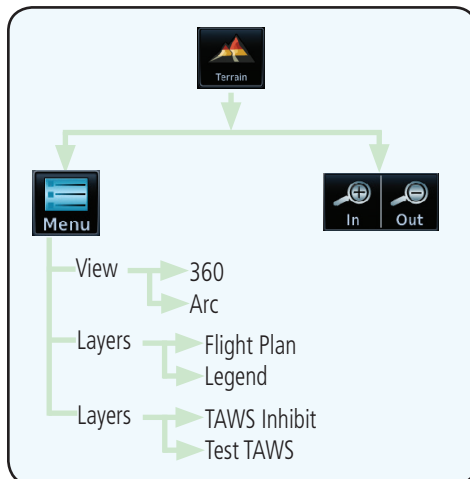 Terrain
Menu
In Out
View
360
Arc
Layers
Flight Plan
Legend
Layers
TAWS Inhibit
Test TAWS